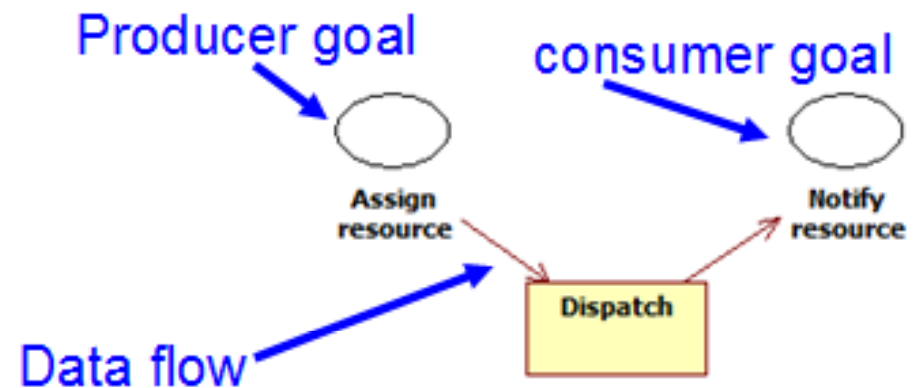 Producer goal
consumer goal
Assign
resource
Notify
resource
Dispatch
Data flow